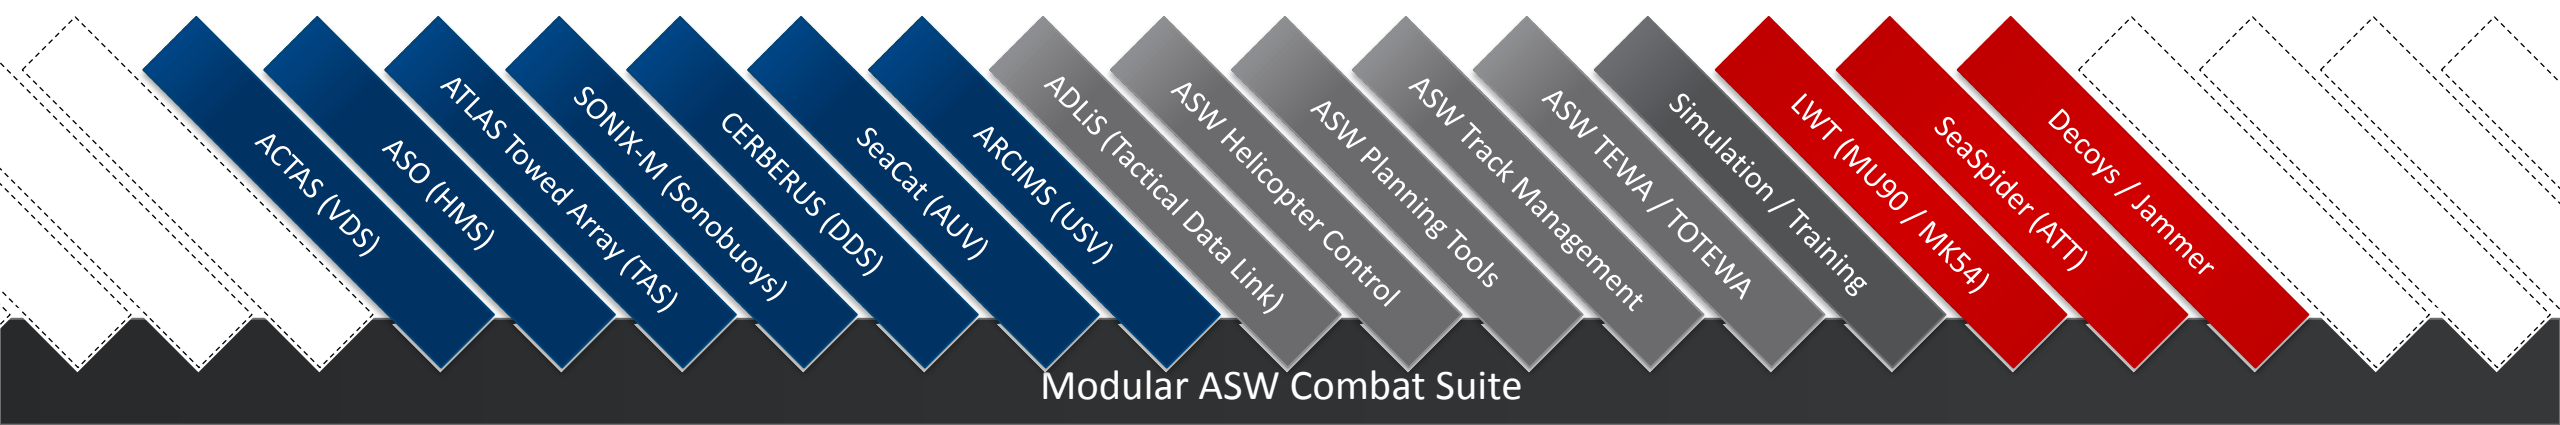 ACTAS (VDS)
ASO (HMS)
ATLAS Towed Array (TAS)
SONIX-M (Sonobuoys)
CERBERUS (DDS)
SeaCat (AUV)
ARCIMS (USV)
ADLiS (Tactical Data Link)
ASW Helicopter Control
ASW Planning Tools
ASW Track Management
ASW TEWA / TOTEWA
Simulation / Training
LWT (MU90 / MK54)
SeaSpider (ATT)
Decoys / Jammer
Modular ASW Combat Suite